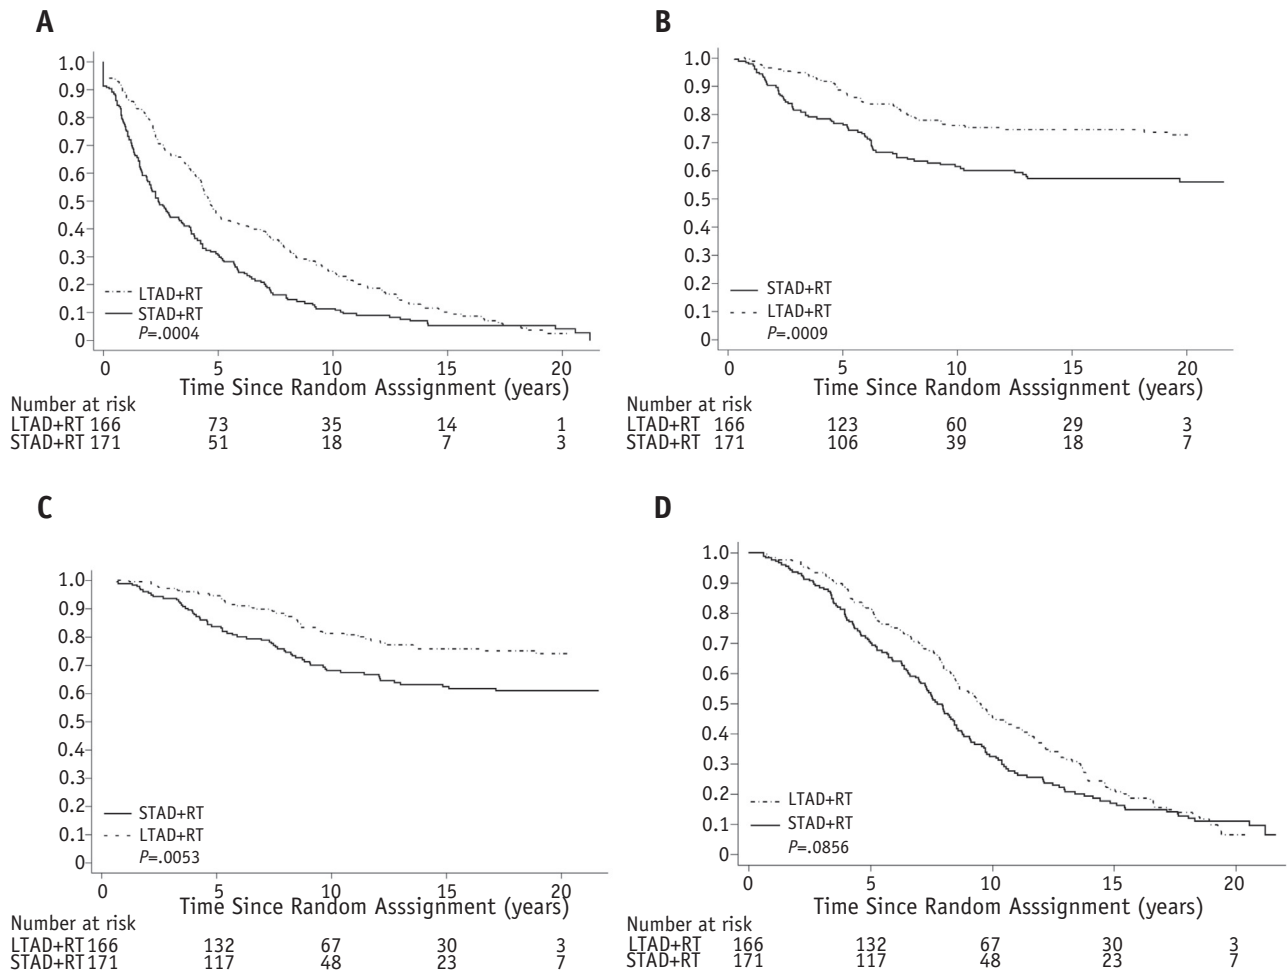 A
1.0
0.9
0.8
0.7
0.6
0.5
0.4
0.3
0.2
0.1
0
LTAD+RT
STAD+RT
P=.0004
0 5 10 15 20
Time Since Random Asssignment (years)
Number at risk
LTAD+RT 166 73 35 14 1
STAD+RT 171 51 18 7 3
B
1.0
0.9
0.8
0.7
0.6
0.5
0.4
0.3
0.2
0.1
0
STAD+RT
LTAD+RT
P=.0009
0 5 10 15 20
Time Since Random Asssignment (years)
Number at risk
LTAD+RT 166 123 60 29 3
STAD+RT 171 106 39 18 7
C
1.0
0.9
0.8
0.7
0.6
0.5
0.4
0.3
0.2
0.1
0
STAD+RT
LTAD+RT
P=.0053
0 5 10 15 20
Time Since Random Asssignment (years)
Number at risk
LTAD+RT 166 132 67 30 3
STAD+RT 171 117 48 23 7
D
1.0
0.9
0.8
0.7
0.6
0.5
0.4
0.3
0.2
0.1
0
LTAD+RT
STAD+RT
P=.0856
0 5 10 15 20
Time Since Random Asssignment (years)
Number at risk
LTAD+RT 166 132 67 30 3
STAD+RT 171 117 48 23 7